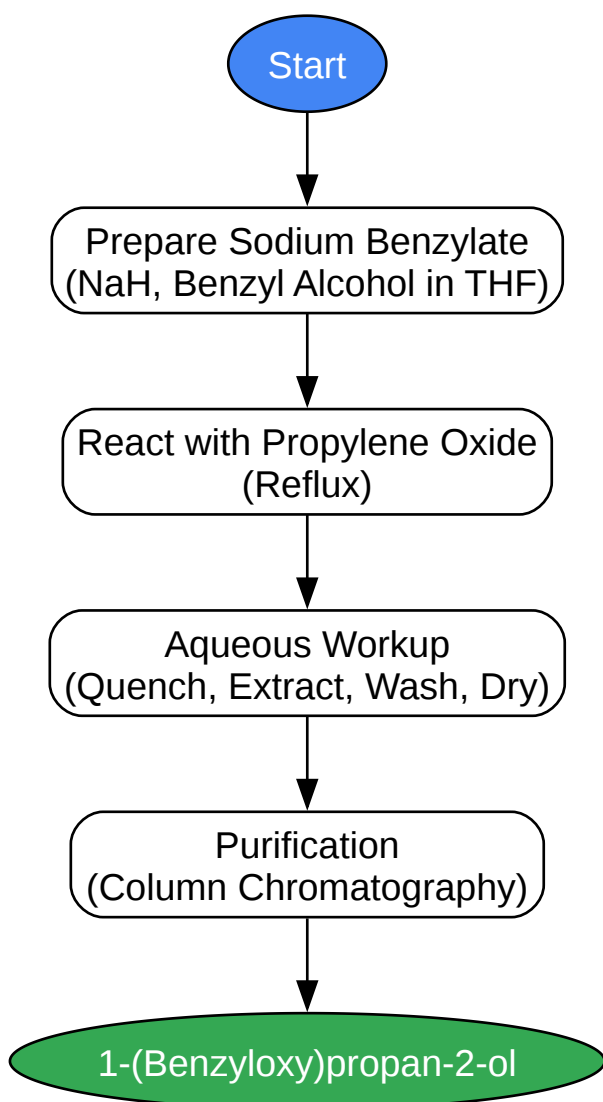 Start
Prepare Sodium Benzylate
(NaH, Benzyl Alcohol in THF)
React with Propylene Oxide
(Reflux)
Aqueous Workup
(Quench, Extract, Wash, Dry)
Purification
(Column Chromatography)
1-(Benzyloxy)propan-2-ol